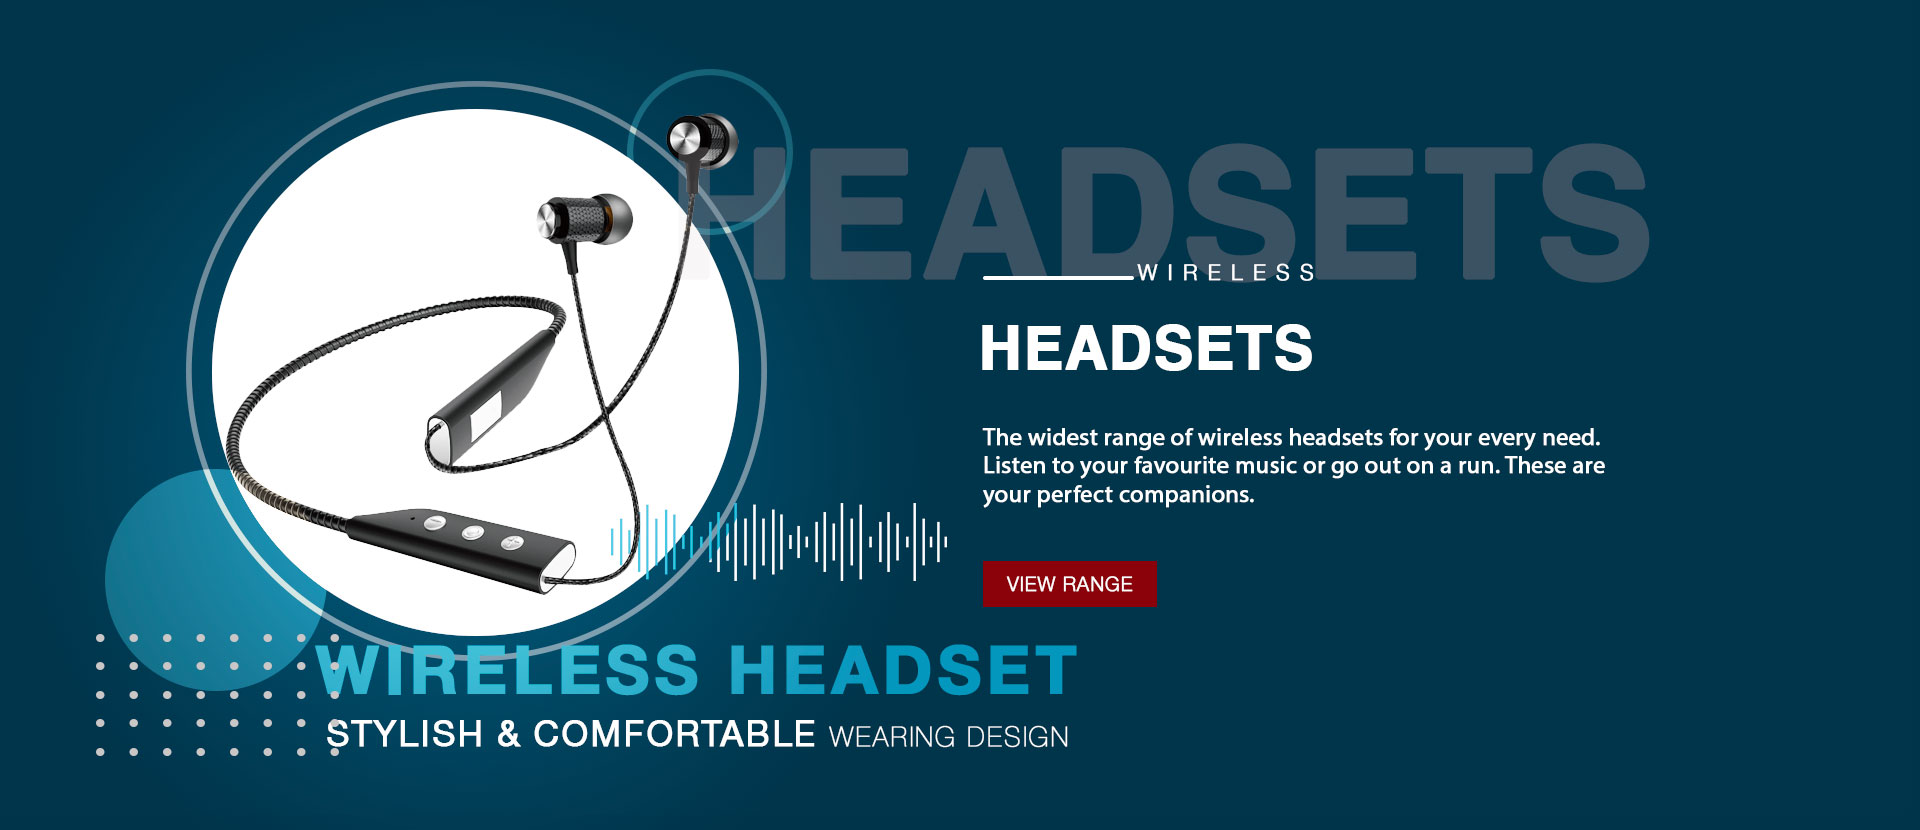 HEADSETS
WIRELESS
HEADSETS
The widest range of wireless headsets for your every need.
Listen to your favourite music or go out on a run. These are
your perfect companions.
VIEW RANGE
WIRELESS HEADSET
STYLISH & COMFORTABLE WEARING DESIGN